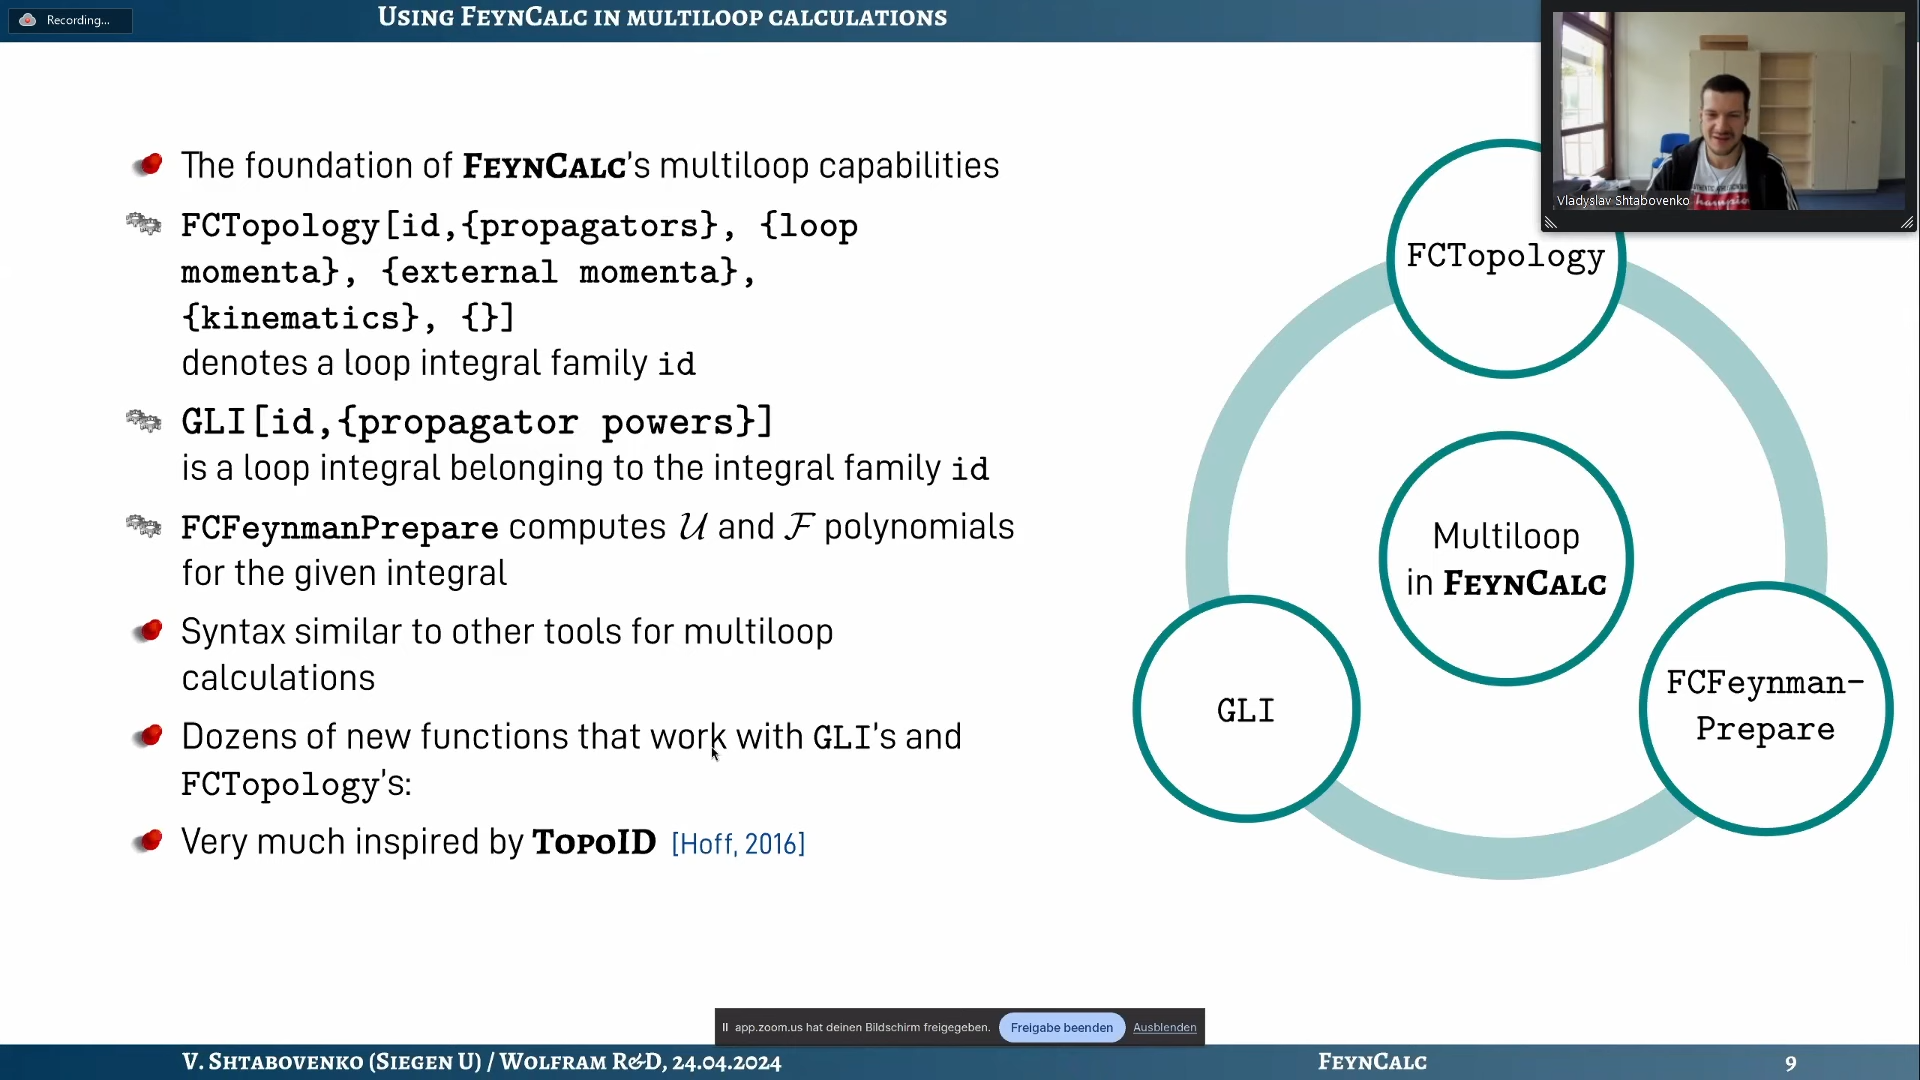 Recording...
USING FEYNCALC IN MULTILOOP CALCULATIONS
The foundation of FEYNCALC's multiloop capabilities
FCTopology[id,{propagators}, {loop
momenta}, {external momenta},
{kinematics}, {}]
denotes a loop integral family id
GLI[id,{propagator powers}]
is a loop integral belonging to the integral family id
FCFeynmanPrepare computes 𝒰 and ℱ polynomials
for the given integral
Syntax similar to other tools for multiloop
calculations
Dozens of new functions that work with GLI's and
FCTopology's:
Very much inspired by TOPOID [Hoff, 2016]
Vladyslav Shtabovenko
FCTopology
Multiloop
in FEYNCALC
GLI
FCFeynman-
Prepare
app.zoom.us hat deinen Bildschirm freigegeben. Freigabe beenden Ausblenden
V. SHTABOVENKO (SIEGEN U) / WOLFRAM R&D, 24.04.2024 FEYNCALC 9